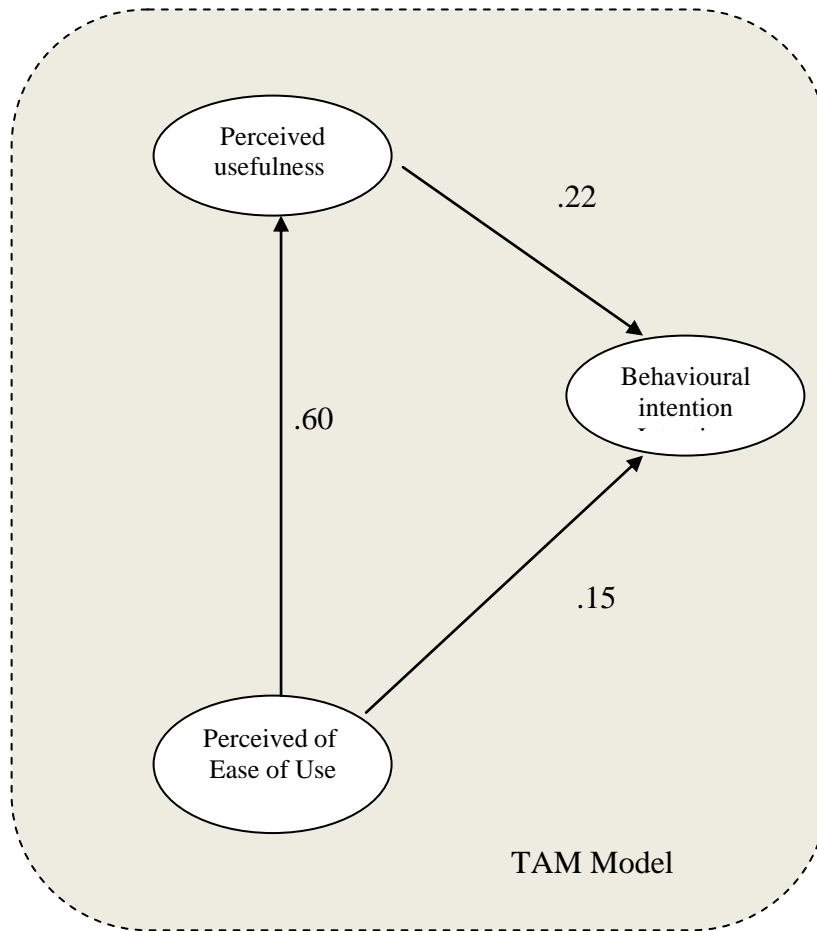 Perceived
usefulness
.22
Behavioural
intention
.60
.15
Perceived of
Ease of Use
TAM Model